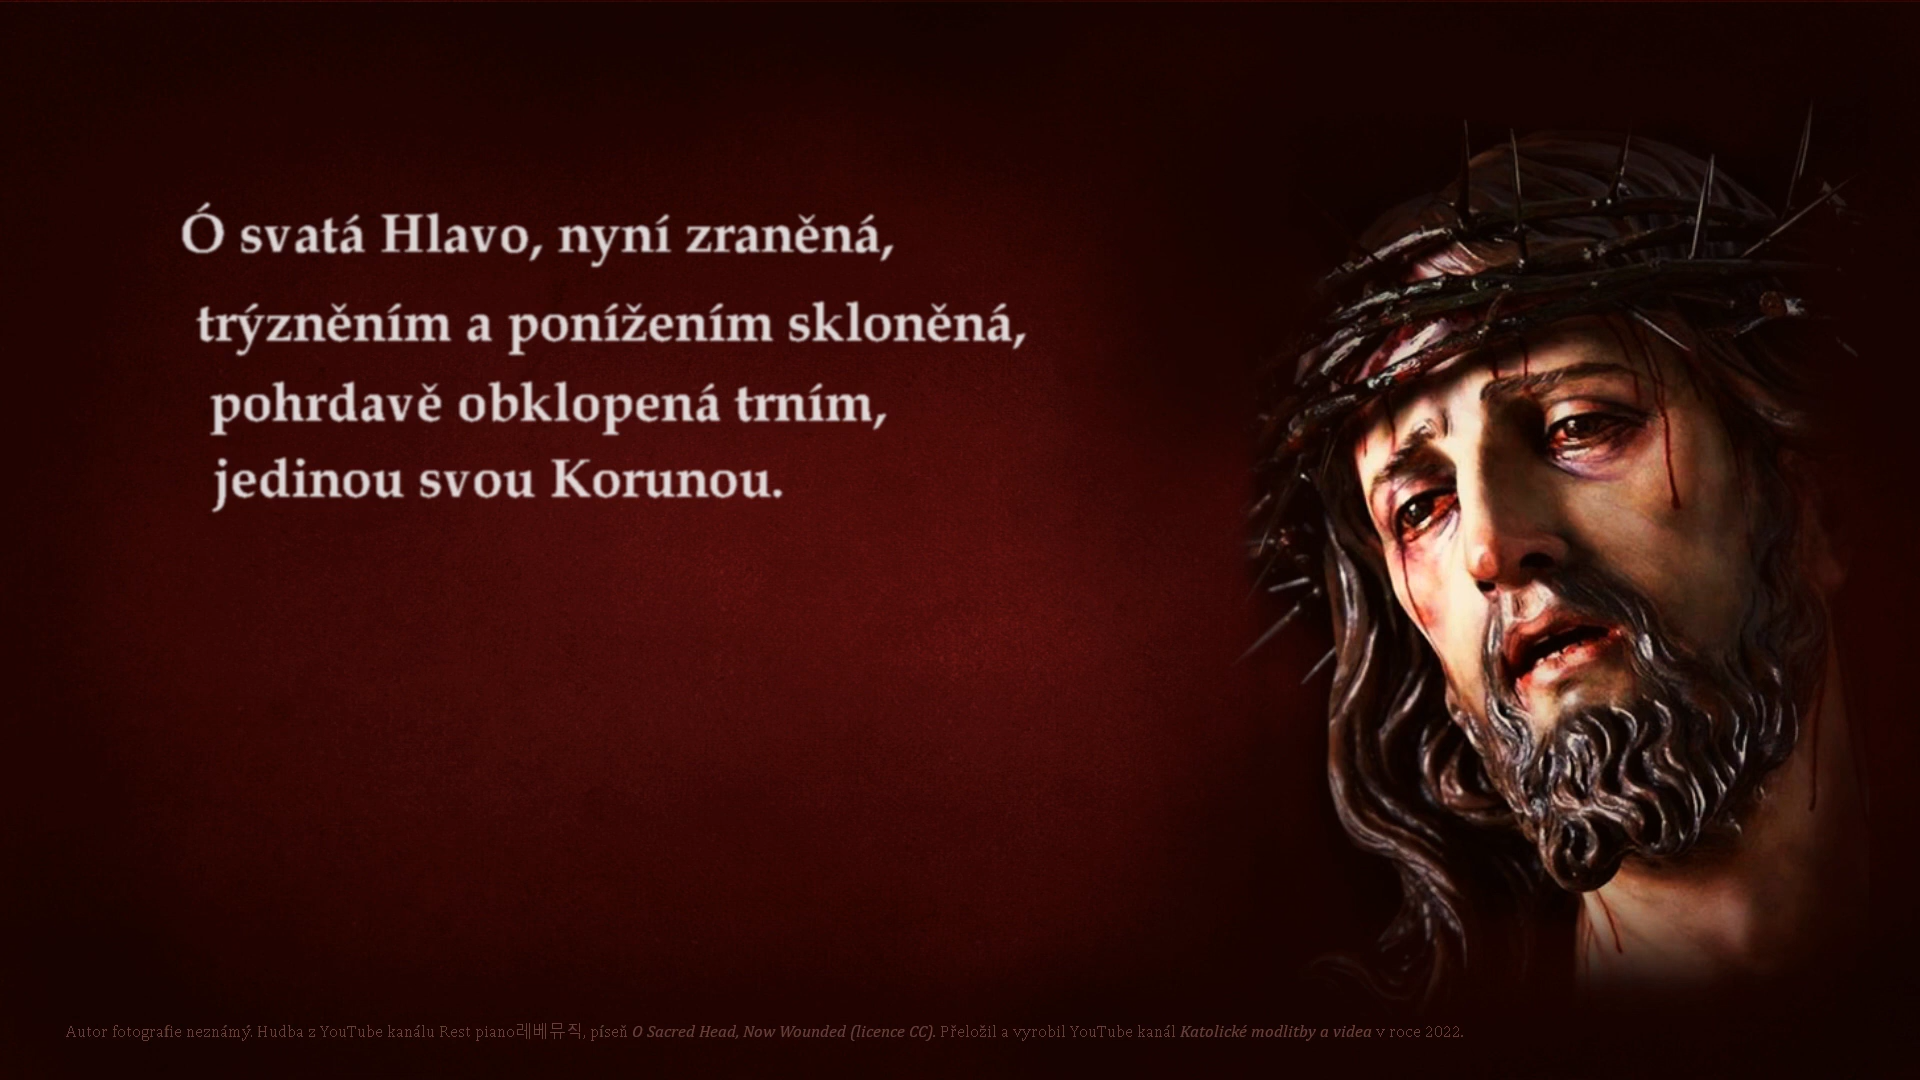 Ó svatá Hlavo, nyní zraněná,
trýzněním a ponížením skloněná,
pohrdavě obklopená trním,
jedinou svou Korunou.
Autor fotografie neznámý. Hudba z YouTube kanálu Rest piano레베뮤직, píseň O Sacred Head, Now Wounded (licence CC). Přeložil a vyrobil YouTube kanál Katolické modlitby a videa v roce 2022.